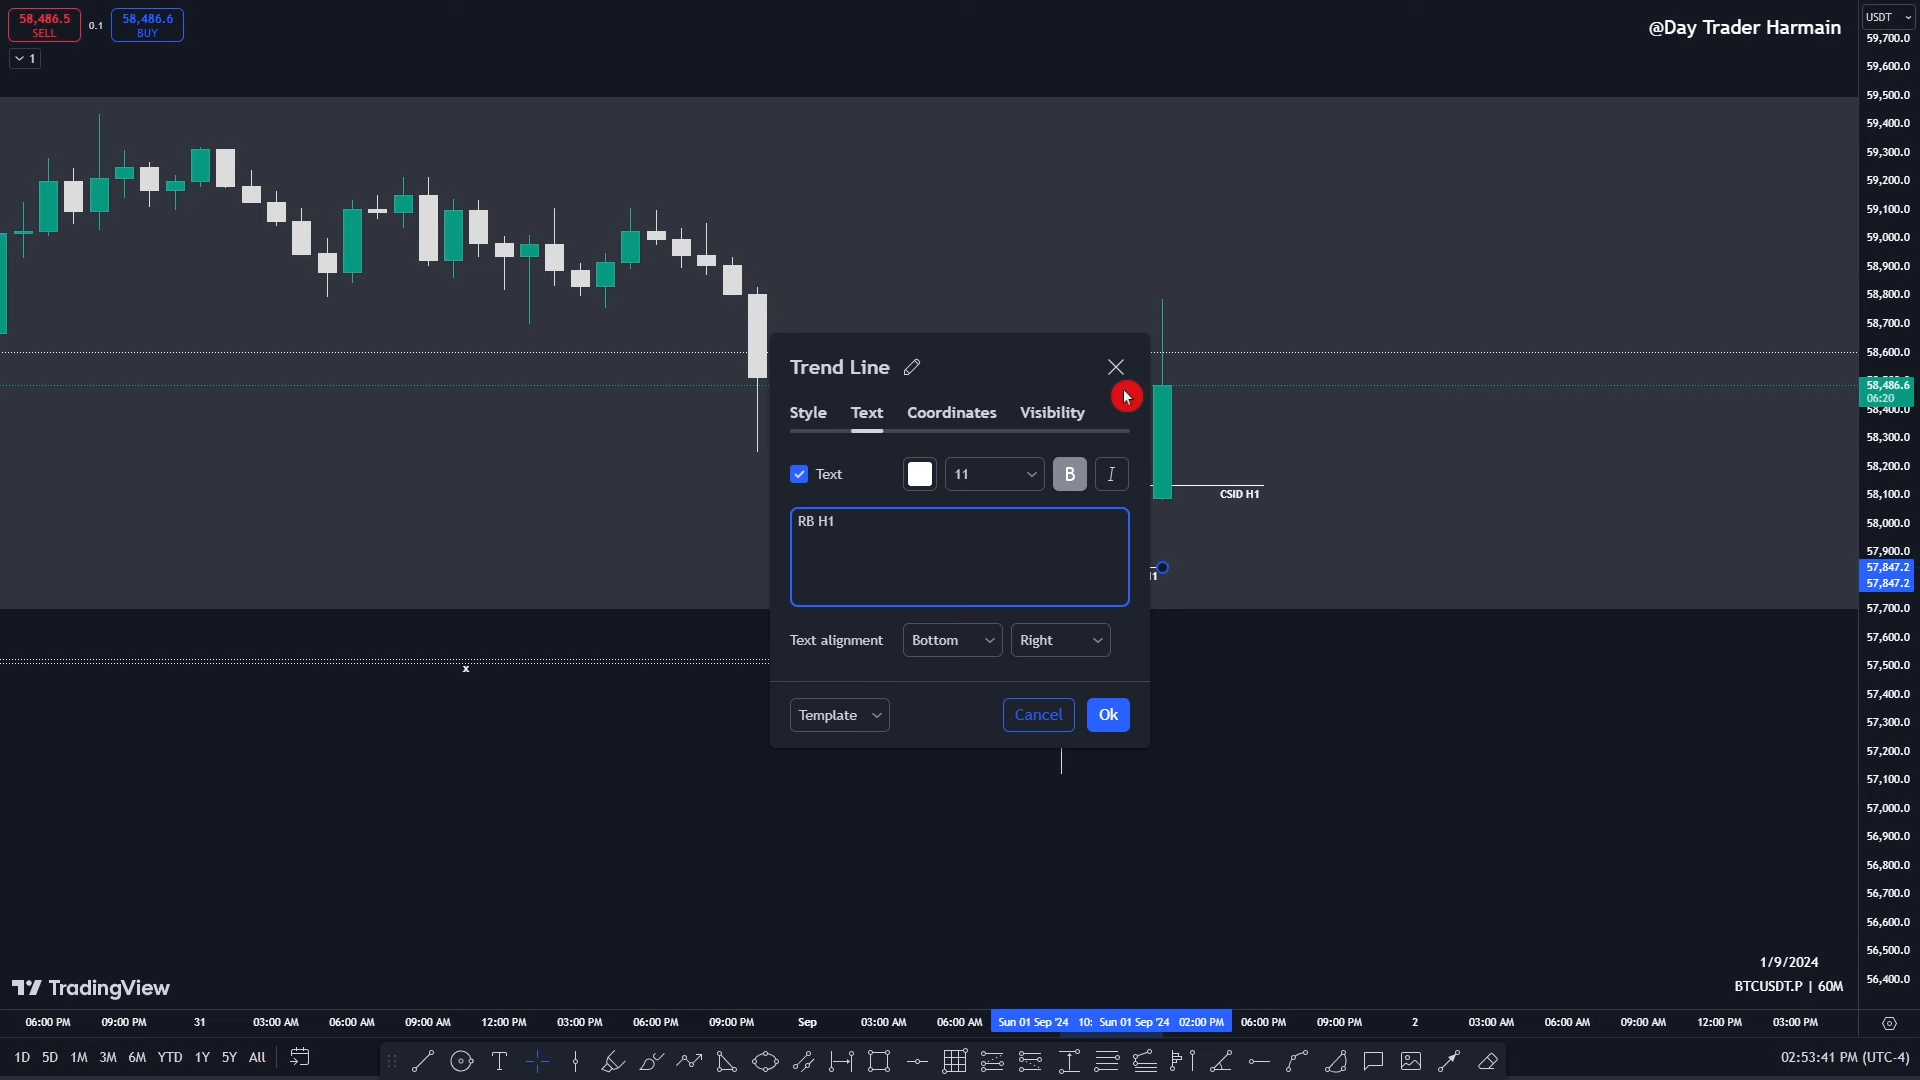 58,486.5
SELL
0.1
58,486.6
BUY
1
@Day Trader Harmain
USDT
59,700.0
59,600.0
59,500.0
59,400.0
59,300.0
59,200.0
59,100.0
59,000.0
58,900.0
58,800.0
58,700.0
58,600.0
58,486.6
06:20
58,400.0
58,300.0
58,200.0
58,100.0
58,000.0
57,900.0
57,847.2
57,847.2
57,700.0
57,600.0
57,500.0
57,400.0
57,300.0
57,200.0
57,100.0
57,000.0
56,900.0
56,800.0
56,700.0
56,600.0
56,500.0
56,400.0
Trend Line
Style Text Coordinates Visibility
Text 11 B I
RB H1
Text alignment Bottom Right
Template Cancel Ok
CSID H1
x
1/9/2024
BTCUSDT.P | 60M
TradingView
06:00 PM 09:00 PM 31 03:00 AM 06:00 AM 09:00 AM 12:00 PM 03:00 PM 06:00 PM 09:00 PM Sep 03:00 AM 06:00 AM Sun 01 Sep '24 10: Sun 01 Sep '24 02:00 PM 06:00 PM 09:00 PM 2 03:00 AM 06:00 AM 09:00 AM 12:00 PM 03:00 PM
1D 5D 1M 3M 6M YTD 1Y 5Y All
02:53:41 PM (UTC-4)